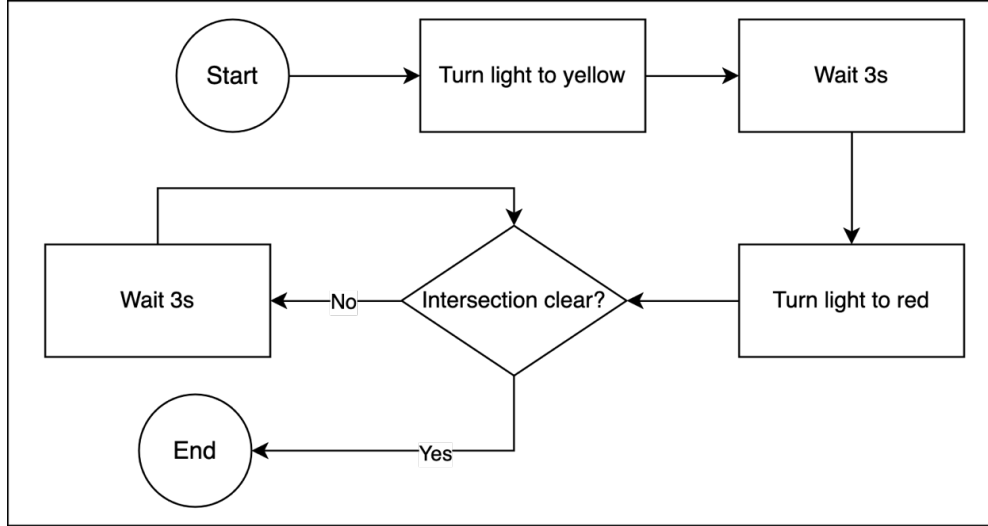 Start
Turn light to yellow
Wait 3s
Turn light to red
Intersection clear?
No
Wait 3s
Yes
End